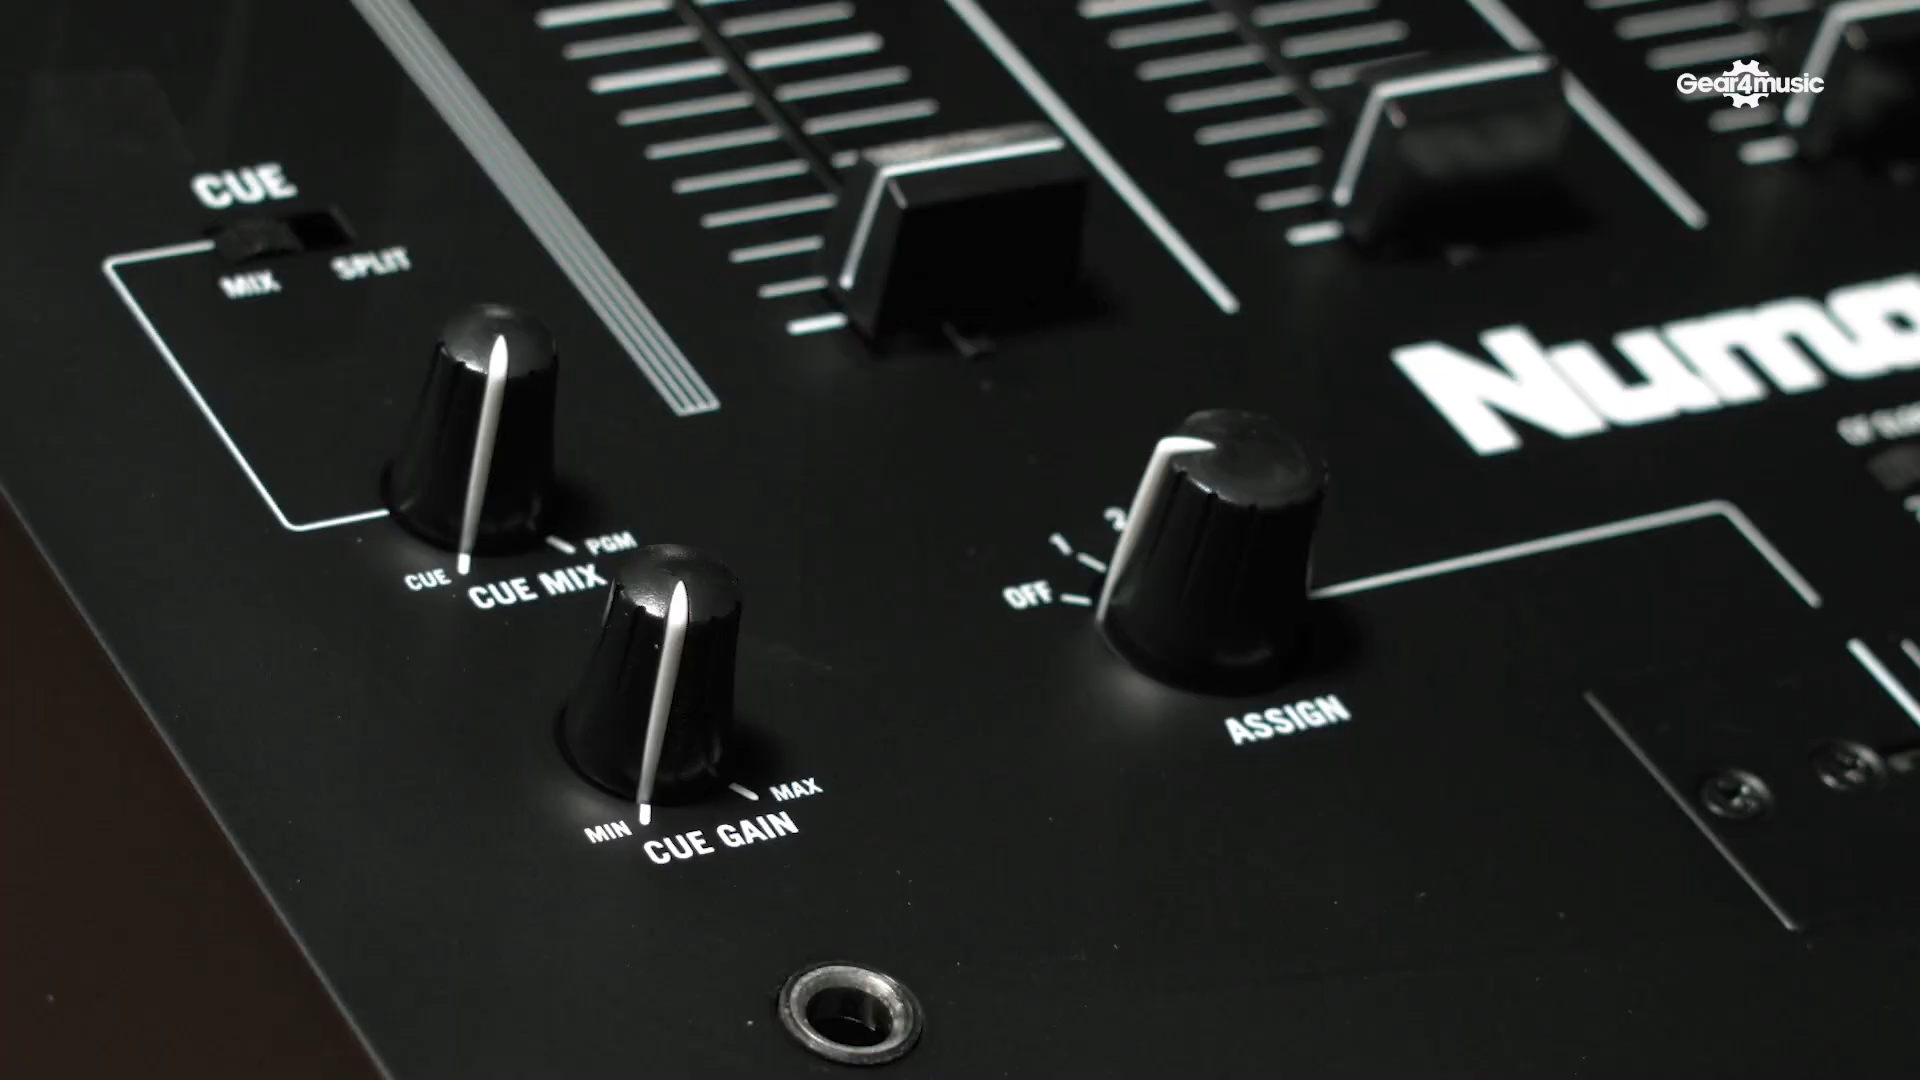 Gear4music
CUE
MIX
SPLIT
Numa
CUE
PGM
CUE MIX
2
1
OFF
ASSIGN
MIN
MAX
CUE GAIN